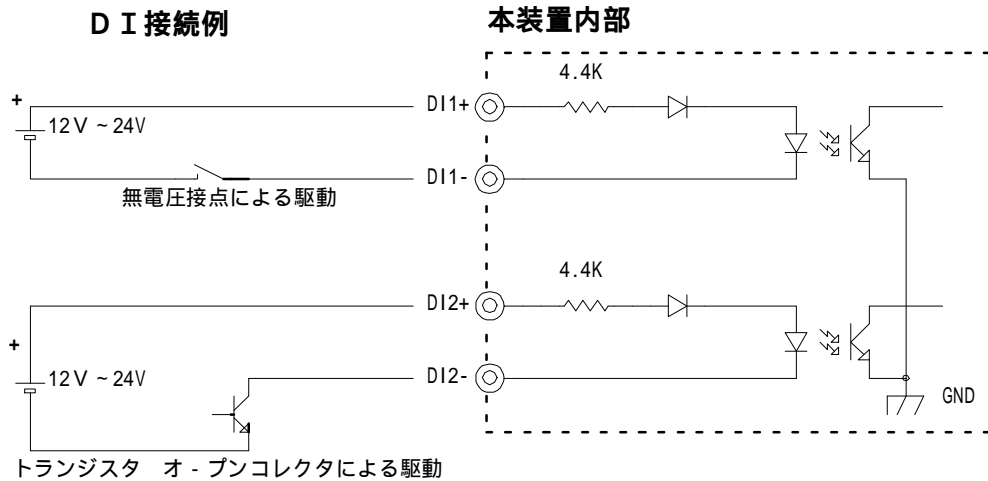 ＤＩ接続例
本装置内部
4.4K
DI1+
+
12V ~ 24V
DI1-
無電圧接点による駆動
4.4K
DI2+
+
12V ~ 24V
DI2-
GND
トランジスタ　オ - プンコレクタによる駆動